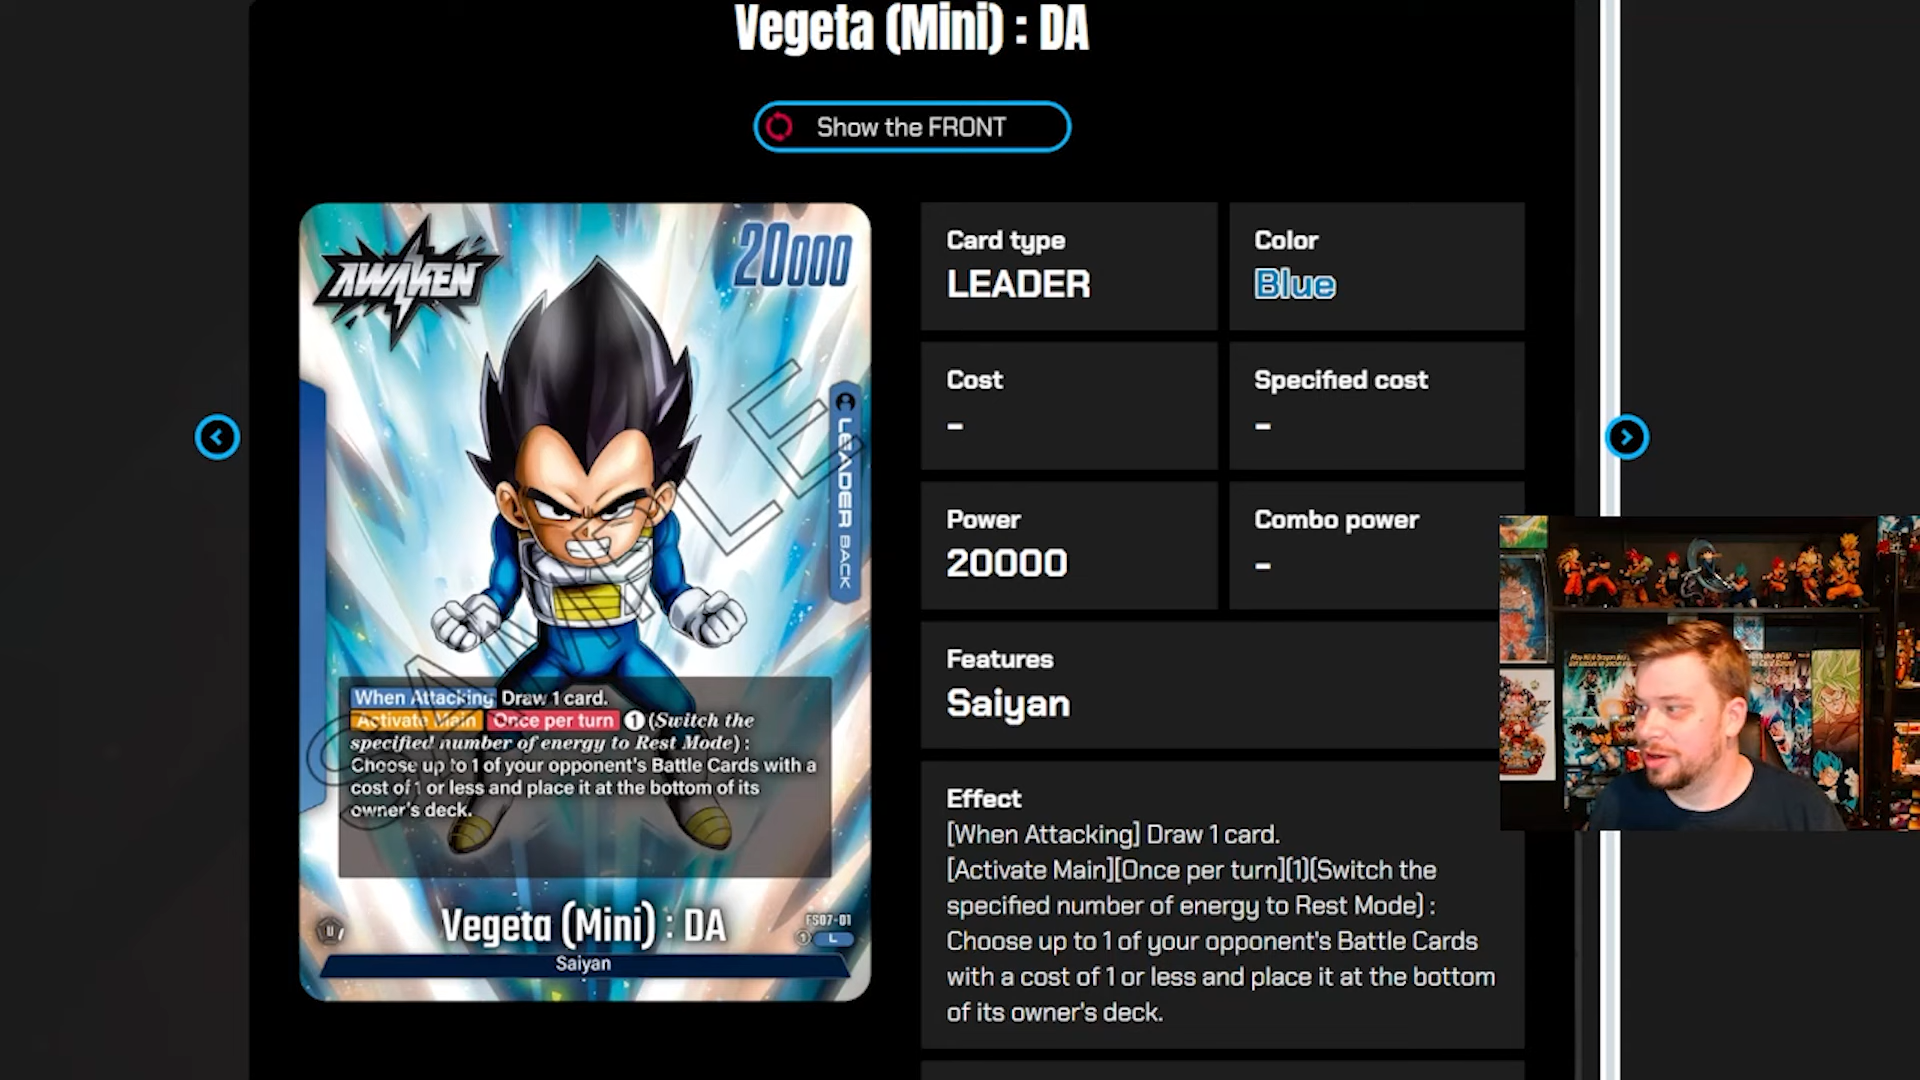 Vegeta (Mini) : DA
Show the FRONT
AWAKEN
20000
LEADER BACK
SAMPLE
When Attacking Draw 1 card.
Activate Main Once per turn 1 (Switch the
specified number of energy to Rest Mode) :
Choose up to 1 of your opponent's Battle Cards with a
cost of 1 or less and place it at the bottom of its
owner's deck.
Vegeta (Mini) : DA
FS07-01
1 L
Saiyan
Card type
LEADER
Color
Blue
Cost
-
Specified cost
-
Power
20000
Combo power
-
Features
Saiyan
Effect
[When Attacking] Draw 1 card.
[Activate Main][Once per turn][1](Switch the
specified number of energy to Rest Mode) :
Choose up to 1 of your opponent's Battle Cards
with a cost of 1 or less and place it at the bottom
of its owner's deck.